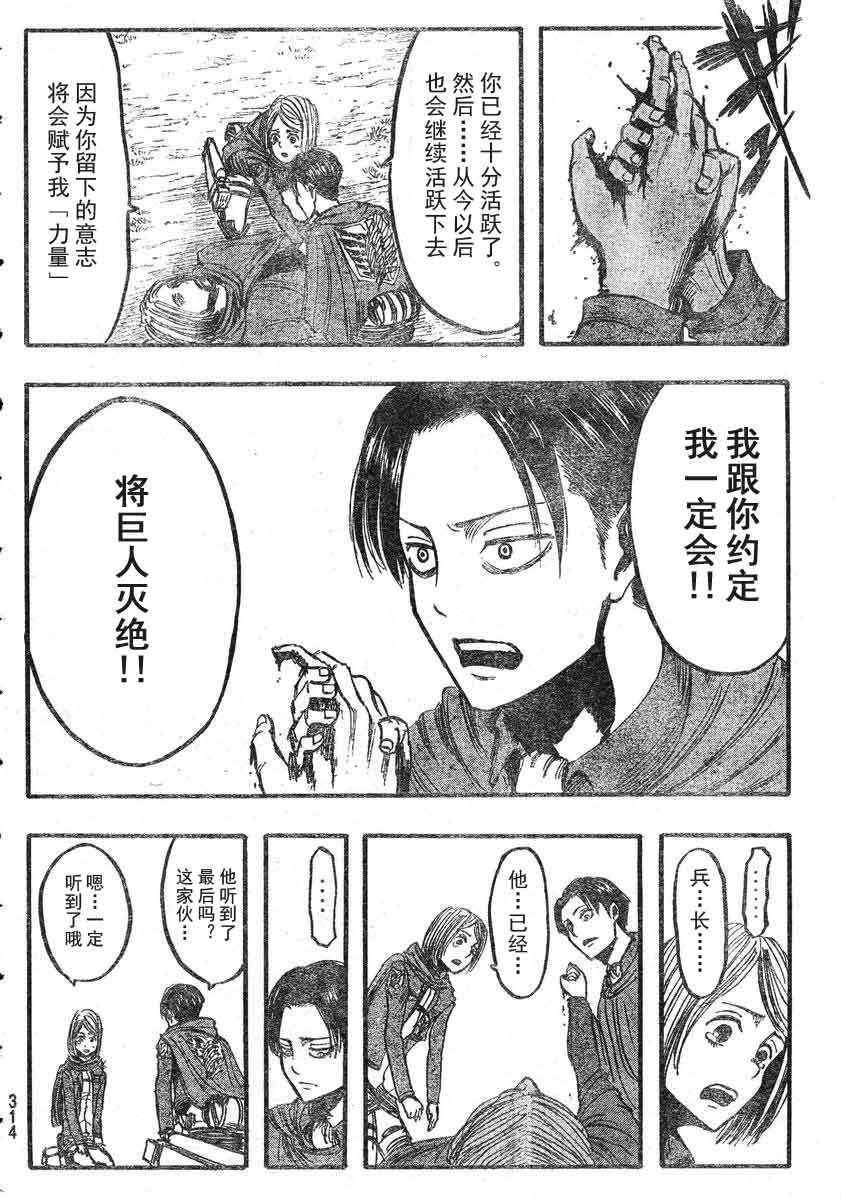 你已经十分活跃了。
然后……从今以后
也会继续活跃下去
因为你留下的意志
将会赋予我「力量」
我跟你约定
我一定会!!
将巨人灭绝!!
……
兵…长…
他…已经…
……
他听到了
最后吗?
这家伙…
嗯…一定
听到了哦
314